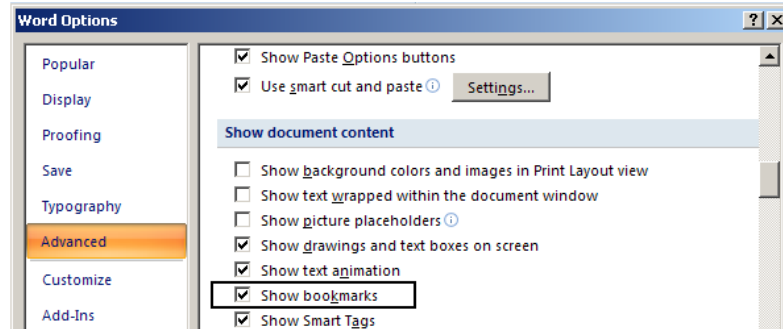 Word Options
Popular
Display
Proofing
Save
Typography
Advanced
Customize
Add-Ins
Show Paste Options buttons
Use smart cut and paste
Settings...
Show document content
Show background colors and images in Print Layout view
Show text wrapped within the document window
Show picture placeholders
Show drawings and text boxes on screen
Show text animation
Show bookmarks
Show Smart Tags